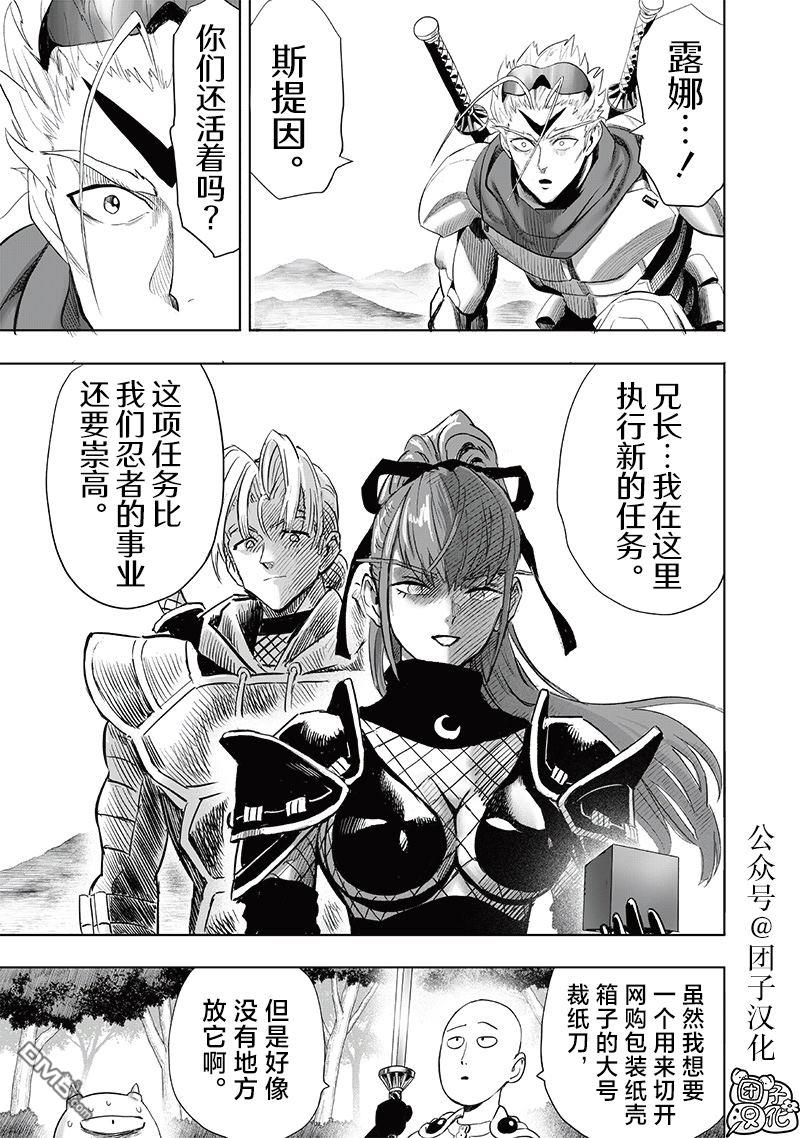 露娜…！
斯提因。
你们还活着吗？
兄长…我在这里
执行新的任务。
这项任务比
我们忍者的事业
还要崇高。
虽然我想要
一个用来切开
网购包装纸壳
箱子的大号
裁纸刀，
但是好像
没有地方
放它啊。
公众号@团子汉化
团子
汉化